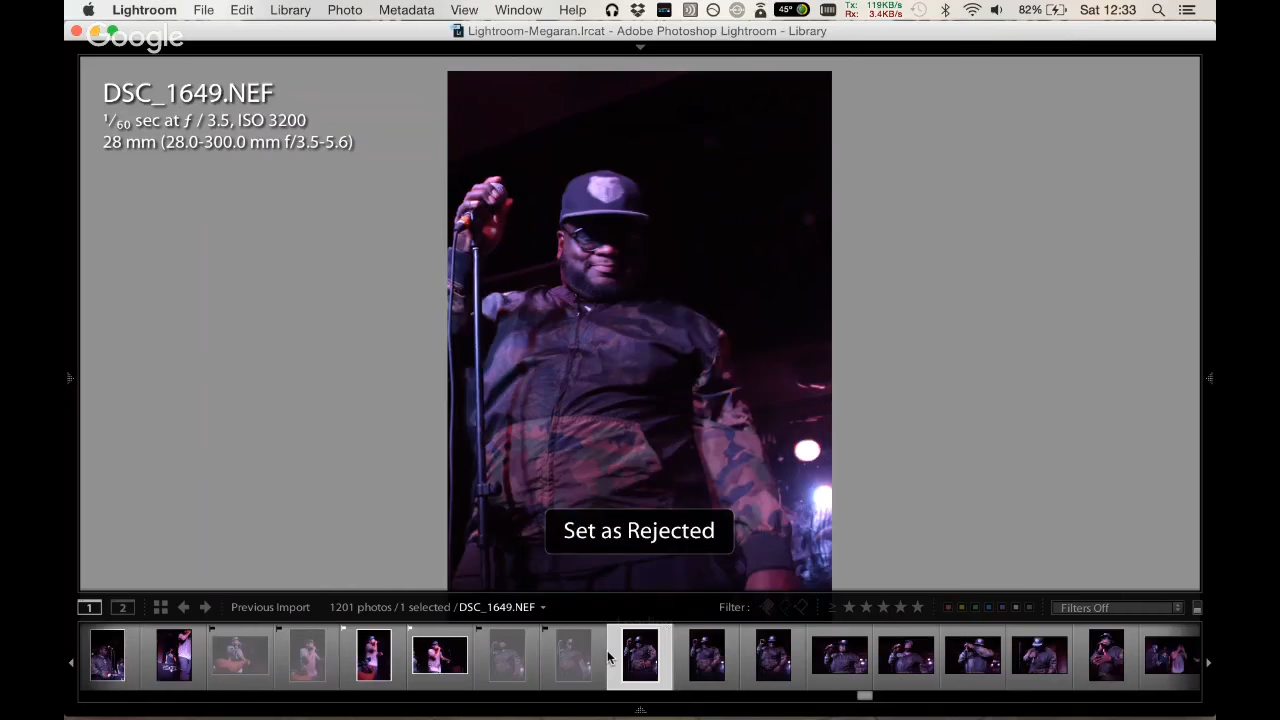 Lightroom File Edit Library Photo Metadata View Window Help 45° Tx: 119KB/s Rx: 3.4KB/s 82% Sat 12:33
Google
Lightroom-Megaran.lrcat - Adobe Photoshop Lightroom - Library
DSC_1649.NEF
1/60 sec at ƒ / 3.5, ISO 3200
28 mm (28.0-300.0 mm f/3.5-5.6)
Set as Rejected
1 2 Previous Import 1201 photos / 1 selected / DSC_1649.NEF Filter: ≥ Filters Off